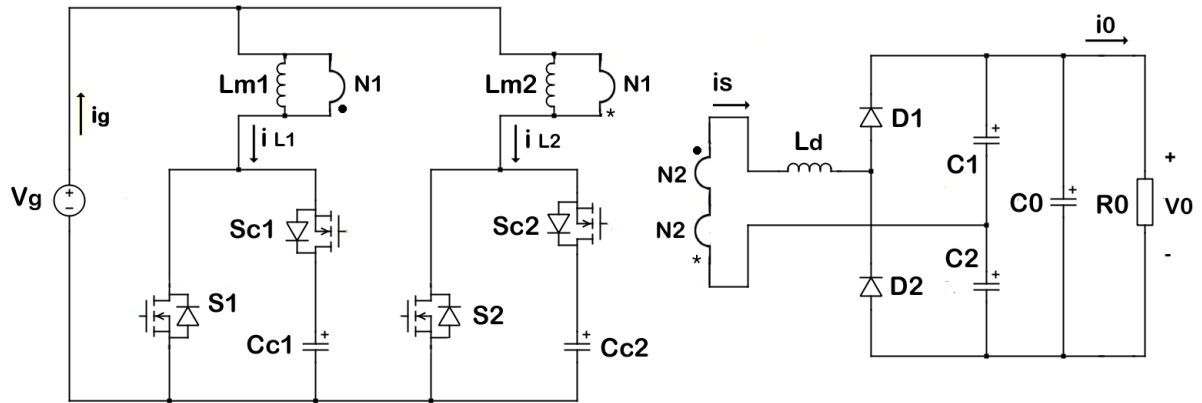 i0
Lm1
N1
Lm2
N1
is
ig
i L1
i L2
D1
Ld
C1
N2
Vg
Sc1
Sc2
N2
C0
R0
V0
C2
S1
S2
D2
Cc1
Cc2